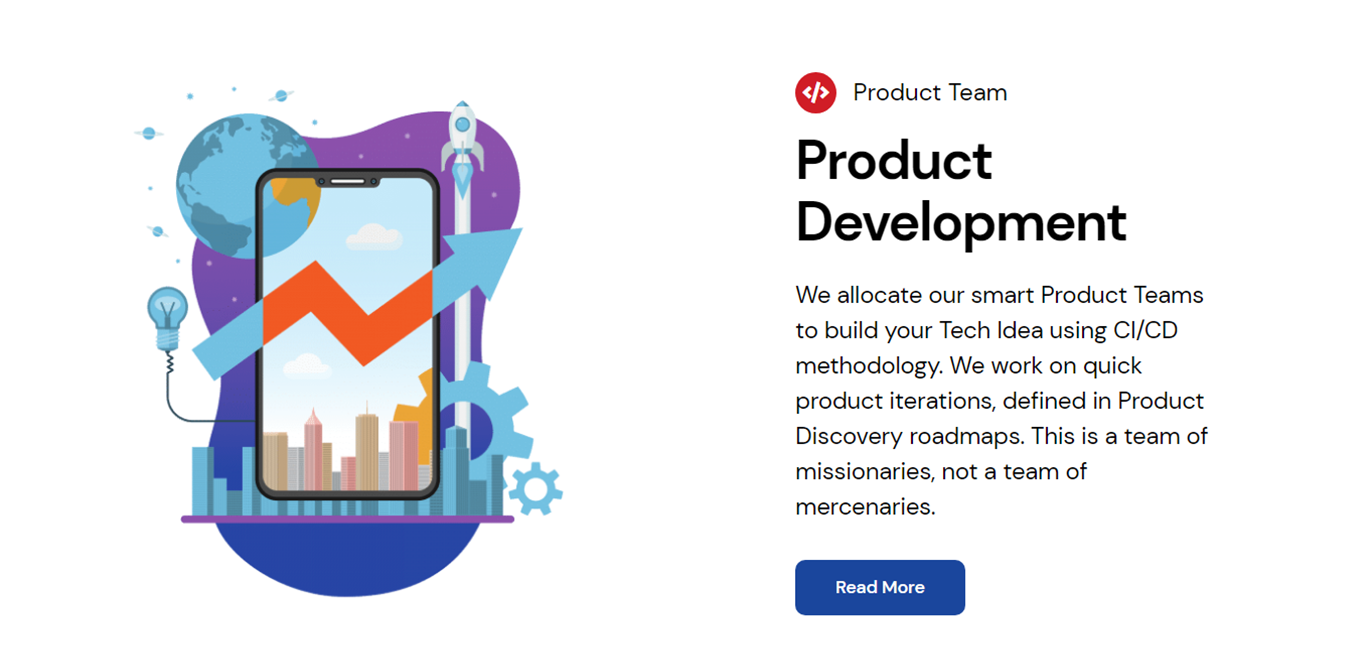 Product Team
Product
Development
We allocate our smart Product Teams
to build your Tech Idea using CI/CD
methodology. We work on quick
product iterations, defined in Product
Discovery roadmaps. This is a team of
missionaries, not a team of
mercenaries.
Read More